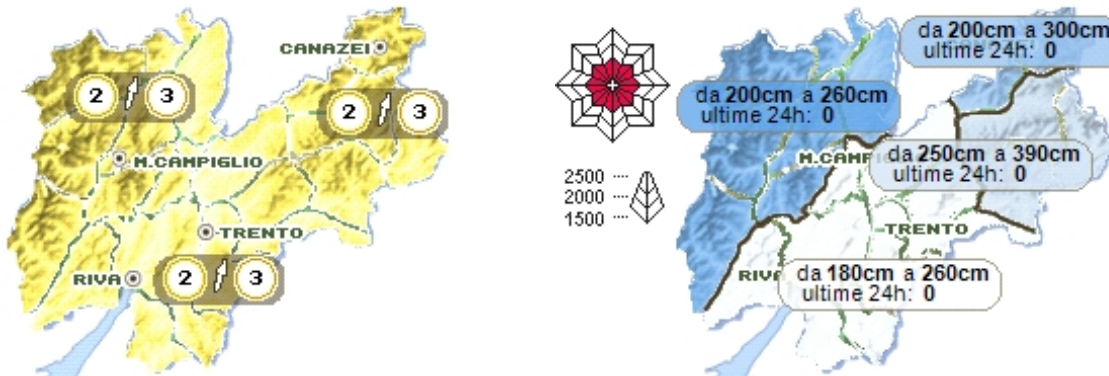 CANAZEI
2 3
2 3
M.CAMPIGLIO
TRENTO
RIVA
2 3
da 200cm a 300cm
ultime 24h: 0
da 200cm a 260cm
ultime 24h: 0
M.CAMP
da 250cm a 390cm
ultime 24h: 0
2500
2000
1500
TRENTO
RIVA
da 180cm a 260cm
ultime 24h: 0